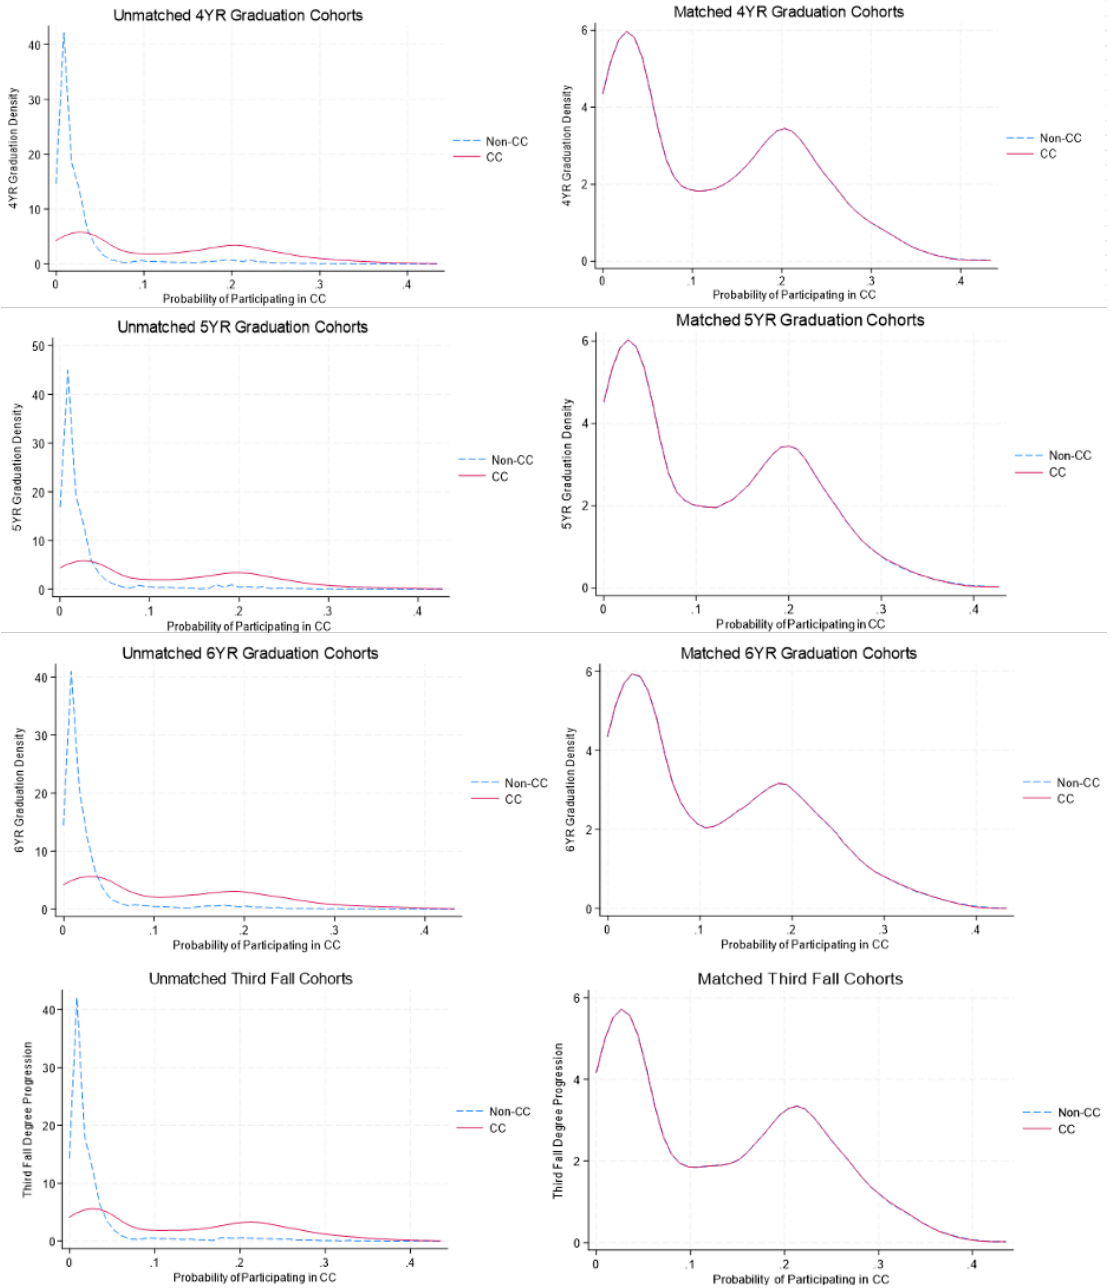 Unmatched 4YR Graduation Cohorts
4YR Graduation Density
40
30
20
10
0
0 .1 .2 .3 .4
Probability of Participating in CC
Non-CC
CC
Matched 4YR Graduation Cohorts
4YR Graduation Density
6
4
2
0
0 .1 .2 .3 .4
Probability of Participating in CC
Non-CC
CC
Unmatched 5YR Graduation Cohorts
5YR Graduation Density
50
40
30
20
10
0
0 .1 .2 .3 .4
Probability of Participating in CC
Non-CC
CC
Matched 5YR Graduation Cohorts
5YR Graduation Density
6
4
2
0
0 .1 .2 .3 .4
Probability of Participating in CC
Non-CC
CC
Unmatched 6YR Graduation Cohorts
6YR Graduation Density
40
30
20
10
0
0 .1 .2 .3 .4
Probability of Participating in CC
Non-CC
CC
Matched 6YR Graduation Cohorts
6YR Graduation Density
6
4
2
0
0 .1 .2 .3 .4
Probability of Participating in CC
Non-CC
CC
Unmatched Third Fall Cohorts
Third Fall Degree Progression
40
30
20
10
0
0 .1 .2 .3 .4
Probability of Participating in CC
Non-CC
CC
Matched Third Fall Cohorts
Third Fall Degree Progression
6
4
2
0
0 .1 .2 .3 .4
Probability of Participating in CC
Non-CC
CC